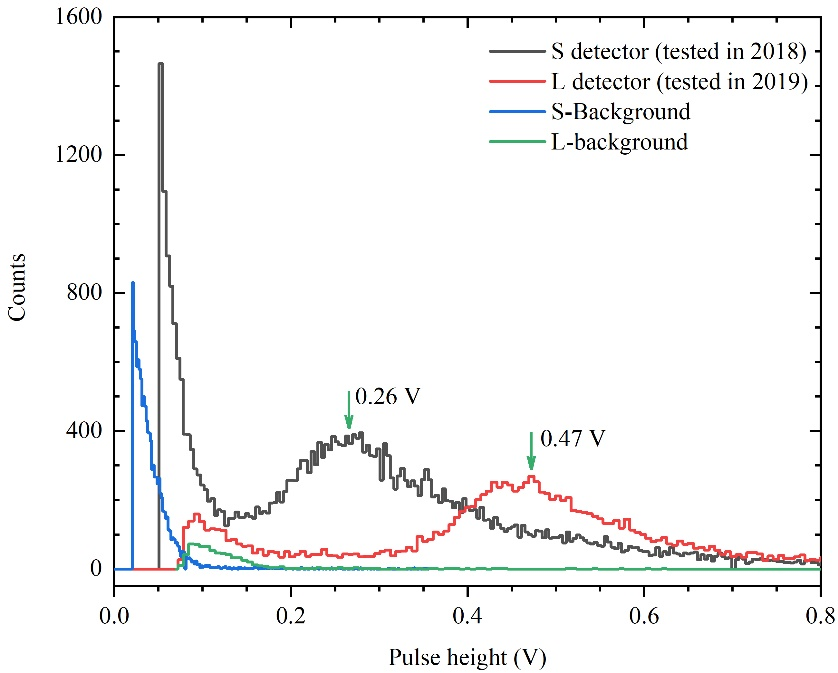 1600
S detector (tested in 2018)
L detector (tested in 2019)
S-Background
L-background
1200
Counts
800
0.26 V
400
0.47 V
0
0.0 0.2 0.4 0.6 0.8
Pulse height (V)